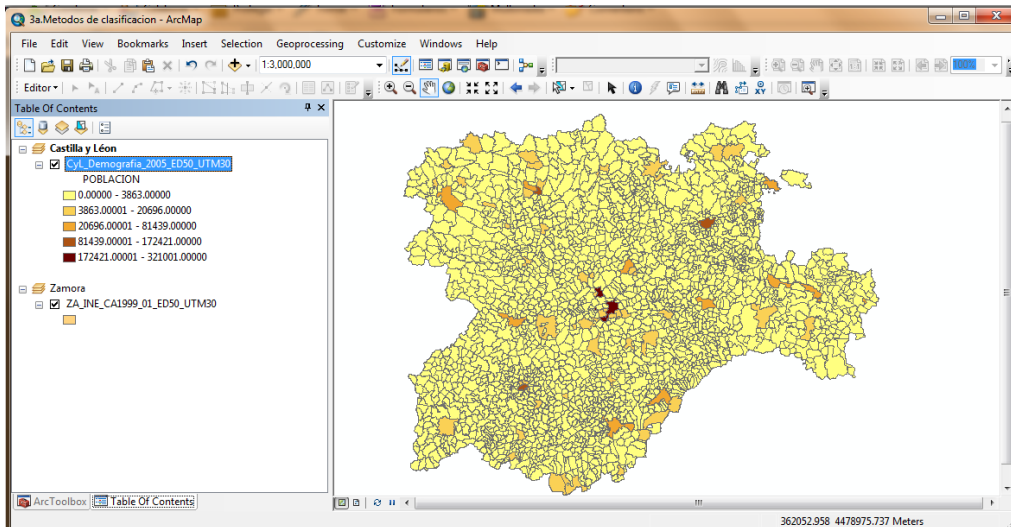 3a.Metodos de clasificacion - ArcMap
File Edit View Bookmarks Insert Selection Geoprocessing Customize Windows Help
1:3,000,000
100%
Editor
Table Of Contents
Castilla y Léon
CyL_Demografia_2005_ED50_UTM30
POBLACION
0.00000 - 3863.00000
3863.00001 - 20696.00000
20696.00001 - 81439.00000
81439.00001 - 172421.00000
172421.00001 - 321001.00000
Zamora
ZA_INE_CA1999_01_ED50_UTM30
ArcToolbox Table Of Contents
362052.958 4478975.737 Meters